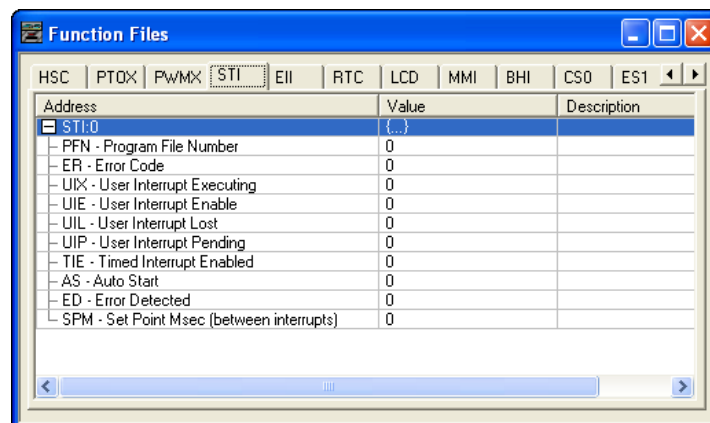 Function Files
HSC PTOX PWMX STI EII RTC LCD MMI BHI CS0 ES1
Address Value Description
STI:0 {...}
PFN - Program File Number 0
ER - Error Code 0
UIX - User Interrupt Executing 0
UIE - User Interrupt Enable 0
UIL - User Interrupt Lost 0
UIP - User Interrupt Pending 0
TIE - Timed Interrupt Enabled 0
AS - Auto Start 0
ED - Error Detected 0
SPM - Set Point Msec (between interrupts) 0